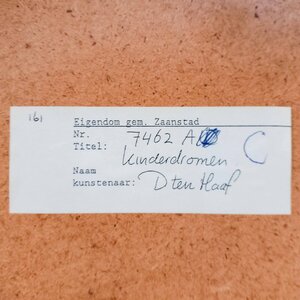 161
Eigendom gem. Zaanstad
Nr. 7462 A
Titel: Kinderdromen
Naam
kunstenaar: D ten Haaf
C